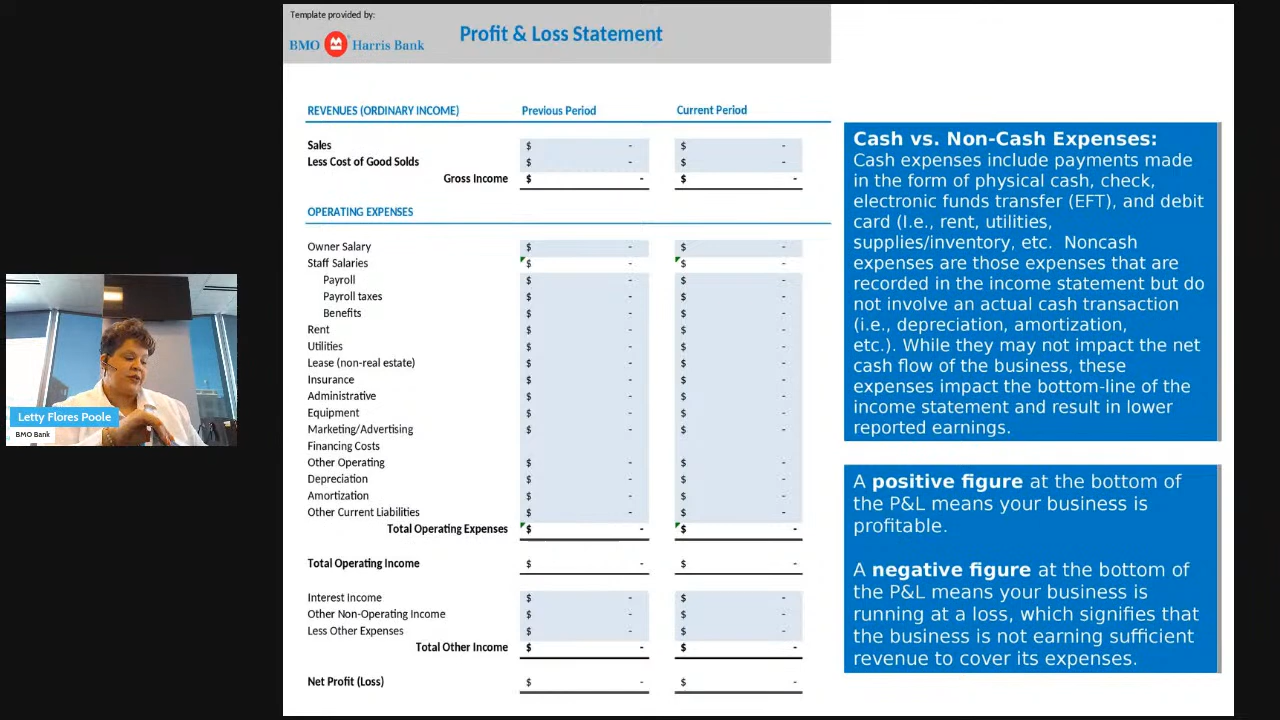 Template provided by:
BMO Harris Bank
Profit & Loss Statement
REVENUES (ORDINARY INCOME) Previous Period Current Period
Sales $ - $ -
Less Cost of Good Solds $ - $ -
Gross Income $ - $ -
OPERATING EXPENSES
Owner Salary $ - $ -
Staff Salaries $ - $ -
Payroll $ - $ -
Payroll taxes $ - $ -
Benefits $ - $ -
Rent $ - $ -
Utilities $ - $ -
Lease (non-real estate) $ - $ -
Insurance $ - $ -
Administrative $ - $ -
Equipment $ - $ -
Marketing/Advertising $ - $ -
Financing Costs
Other Operating $ - $ -
Depreciation $ - $ -
Amortization $ - $ -
Other Current Liabilities $ - $ -
Total Operating Expenses $ - $ -
Total Operating Income $ - $ -
Interest Income $ - $ -
Other Non-Operating Income $ - $ -
Less Other Expenses $ - $ -
Total Other Income $ - $ -
Net Profit (Loss) $ - $ -
Cash vs. Non-Cash Expenses:
Cash expenses include payments made
in the form of physical cash, check,
electronic funds transfer (EFT), and debit
card (I.e., rent, utilities,
supplies/inventory, etc. Noncash
expenses are those expenses that are
recorded in the income statement but do
not involve an actual cash transaction
(i.e., depreciation, amortization,
etc.). While they may not impact the net
cash flow of the business, these
expenses impact the bottom-line of the
income statement and result in lower
reported earnings.
A positive figure at the bottom of
the P&L means your business is
profitable.
A negative figure at the bottom of
the P&L means your business is
running at a loss, which signifies that
the business is not earning sufficient
revenue to cover its expenses.
Letty Flores Poole
BMO Bank